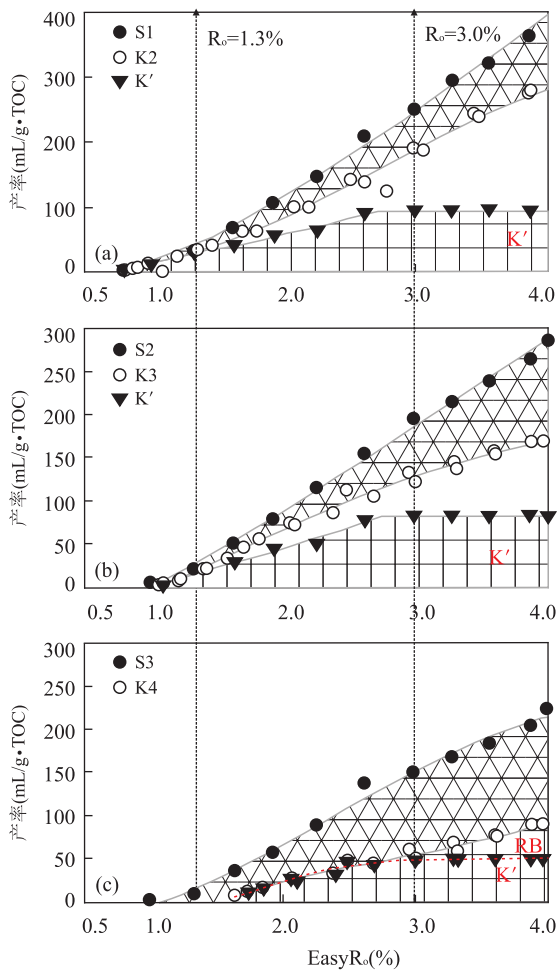 400
300
200
100
0
产率(mL/g•TOC)
S1
K2
K′
Rₒ=1.3%
Rₒ=3.0%
(a)
K′
0.5 1.0 2.0 3.0 4.0
300
250
200
150
100
50
0
产率(mL/g•TOC)
S2
K3
K′
(b)
K′
0.5 1.0 2.0 3.0 4.0
300
250
200
150
100
50
0
产率(mL/g•TOC)
S3
K4
(c)
RB
K′
0.5 1.0 2.0 3.0 4.0
EasyRₒ(%)